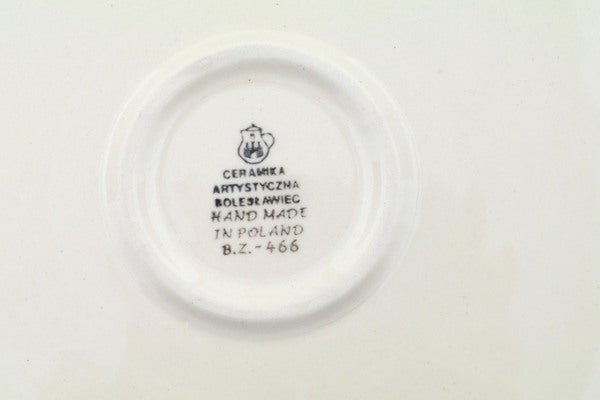 CERAMIKA
ARTYSTYCZNA
BOLESŁAWIEC
HAND MADE
IN POLAND
B.Z.-466